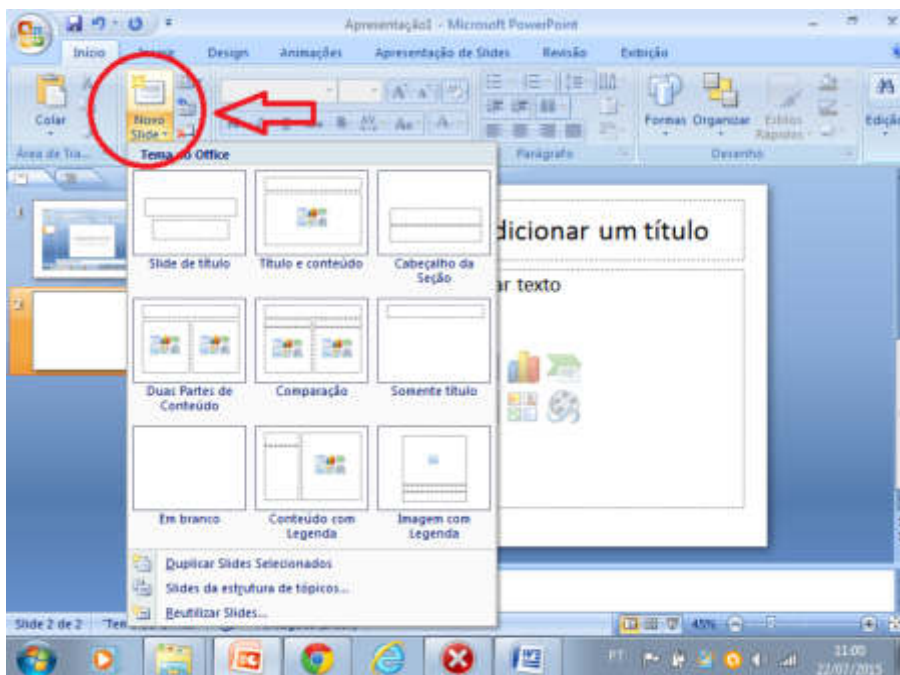 Apresentação1 - Microsoft PowerPoint
Início
Design
Animações
Apresentação de Slides
Revisão
Exibição
Colar
Novo
Slide
Formas
Organizar
Estilos
Rápidos
Edição
Parágrafo
Desenho
Tema do Office
Slide de título
Título e conteúdo
Cabeçalho da
Seção
Duas Partes de
Conteúdo
Comparação
Somente título
Em branco
Conteúdo com
Legenda
Imagem com
Legenda
Duplicar Slides Selecionados
Slides da estrutura de tópicos...
Reutilizar Slides...
dicionar um título
ar texto
1
2
Slide 2 de 2
45%
PT
11:00
22/07/2015